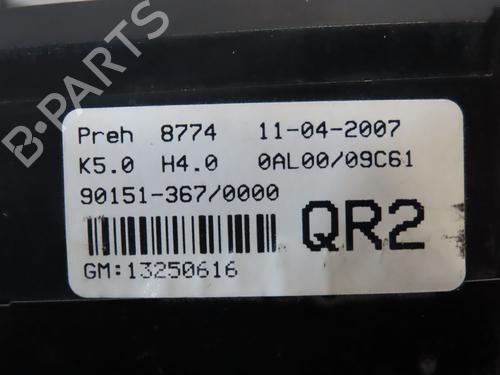 Preh 8774 11-04-2007
K5.0 H4.0 0AL00/09C61
90151-367/0000
QR2
GM:13250616
B-PARTS